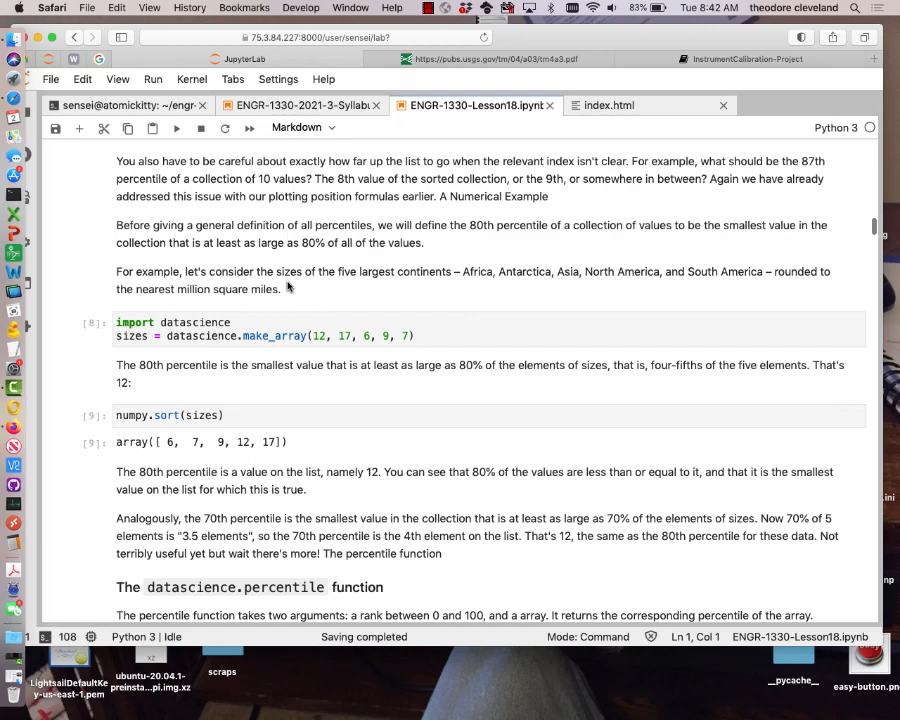 Safari File Edit View History Bookmarks Develop Window Help 83% Tue 8:42 AM theodore cleveland
75.3.84.227:8000/user/sensei/lab?
JupyterLab https://pubs.usgs.gov/tm/04/a03/tm4a3.pdf InstrumentCalibration-Project
File Edit View Run Kernel Tabs Settings Help
sensei@atomickitty: ~/engr- ENGR-1330-2021-3-Syllabu ENGR-1330-Lesson18.ipynb index.html
Markdown Python 3
You also have to be careful about exactly how far up the list to go when the relevant index isn't clear. For example, what should be the 87th
percentile of a collection of 10 values? The 8th value of the sorted collection, or the 9th, or somewhere in between? Again we have already
addressed this issue with our plotting position formulas earlier. A Numerical Example
Before giving a general definition of all percentiles, we will define the 80th percentile of a collection of values to be the smallest value in the
collection that is at least as large as 80% of all of the values.
For example, let's consider the sizes of the five largest continents – Africa, Antarctica, Asia, North America, and South America – rounded to
the nearest million square miles.
[8]: import datascience
sizes = datascience.make_array(12, 17, 6, 9, 7)
The 80th percentile is the smallest value that is at least as large as 80% of the elements of sizes, that is, four-fifths of the five elements. That's
12:
[9]: numpy.sort(sizes)
[9]: array([ 6, 7, 9, 12, 17])
The 80th percentile is a value on the list, namely 12. You can see that 80% of the values are less than or equal to it, and that it is the smallest
value on the list for which this is true.
Analogously, the 70th percentile is the smallest value in the collection that is at least as large as 70% of the elements of sizes. Now 70% of 5
elements is "3.5 elements", so the 70th percentile is the 4th element on the list. That's 12, the same as the 80th percentile for these data. Not
terribly useful yet but wait there's more! The percentile function
The datascience.percentile function
The percentile function takes two arguments: a rank between 0 and 100, and a array. It returns the corresponding percentile of the array.
108 Python 3 | Idle Saving completed Mode: Command Ln 1, Col 1 ENGR-1330-Lesson18.ipynb
LightsailDefaultKe
y-us-east-1.pem
ubuntu-20.04.1-
preinsta...pi.img.xz
scraps
__pycache__
easy-button.pn